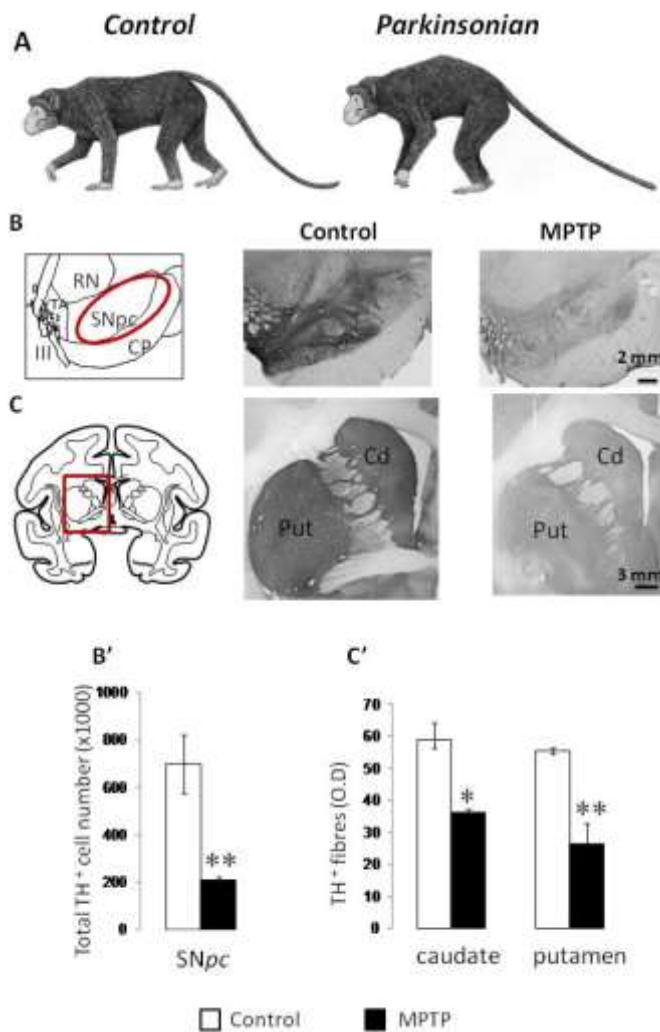 Control Parkinsonian
A
B
Control MPTP
RN
SNpc
CP
III
2 mm
C
Cd
Put
Cd
Put
3 mm
B’ C’
Total TH⁺ cell number (x1000)
1000
800
600
400
200
0
**
SNpc
TH⁺ fibres (O.D)
70
60
50
40
30
20
10
0
*
**
caudate putamen
Control MPTP